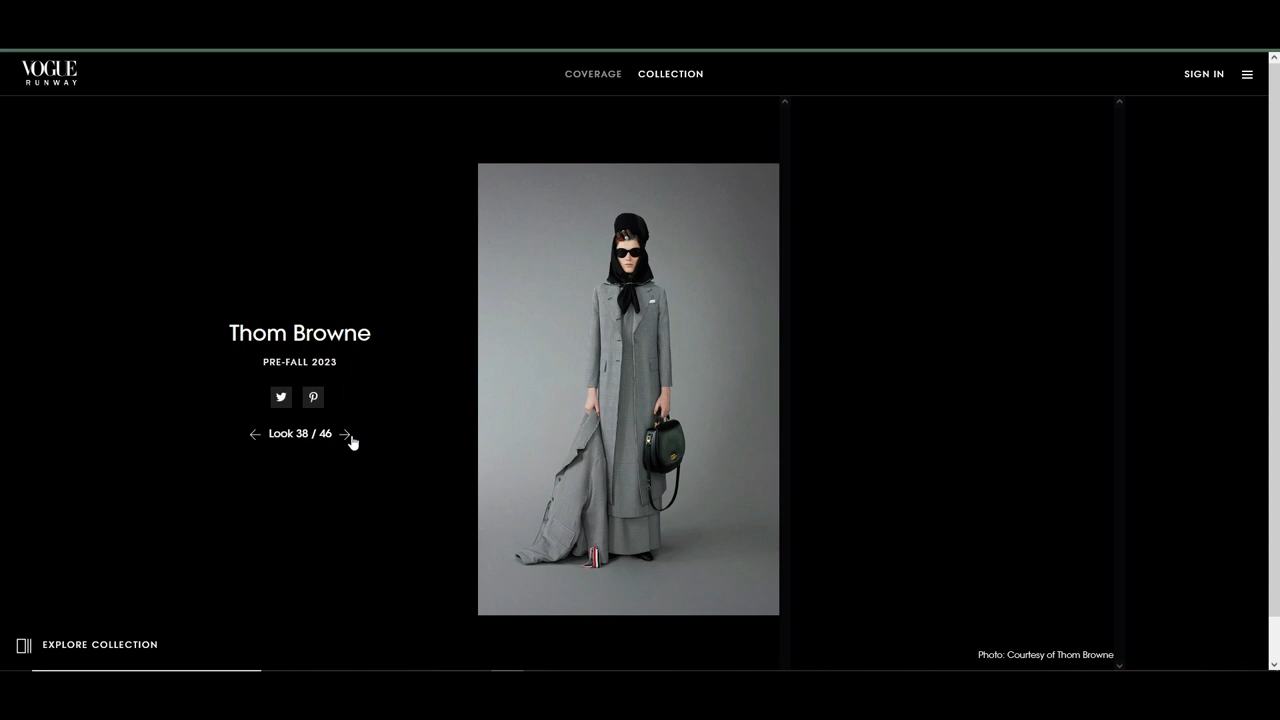 VOGUE
RUNWAY
COVERAGE COLLECTION
SIGN IN
Thom Browne
PRE-FALL 2023
Look 38 / 46
EXPLORE COLLECTION
Photo: Courtesy of Thom Browne